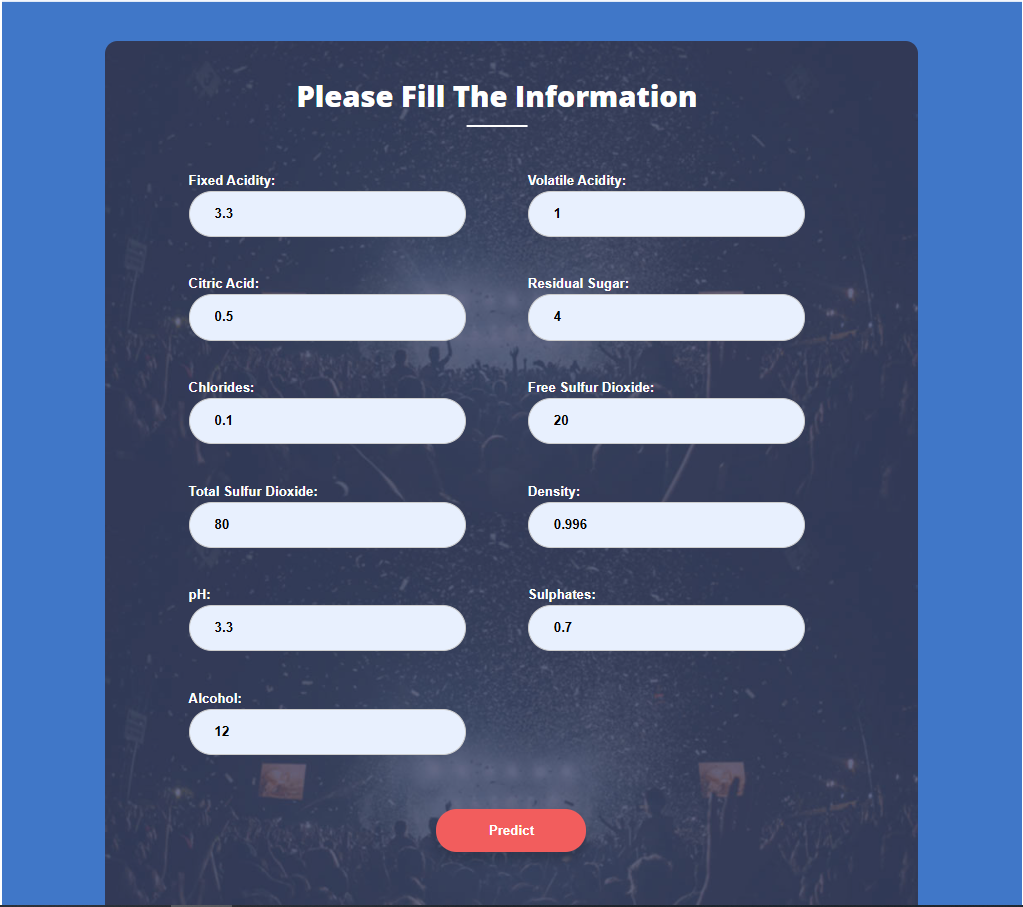 Please Fill The Information
Fixed Acidity: Volatile Acidity:
3.3 1
Citric Acid: Residual Sugar:
0.5 4
Chlorides: Free Sulfur Dioxide:
0.1 20
Total Sulfur Dioxide: Density:
80 0.996
pH: Sulphates:
3.3 0.7
Alcohol:
12
Predict